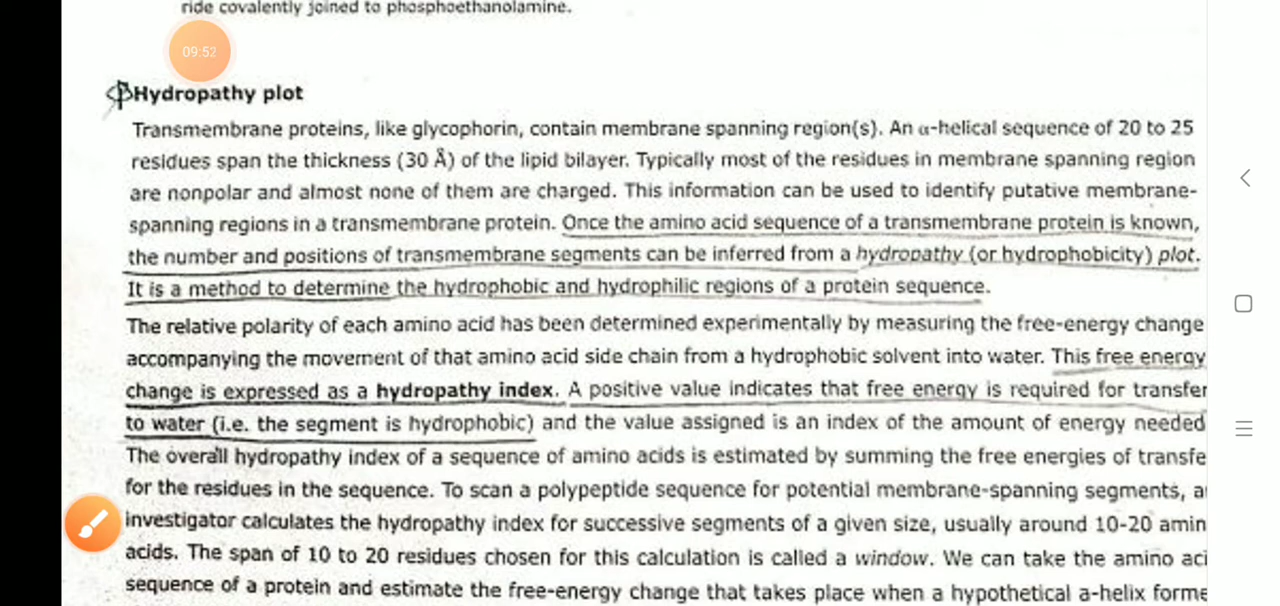 ride covalently joined to phosphoethanolamine.
09:52
Hydropathy plot
Transmembrane proteins, like glycophorin, contain membrane spanning region(s). An α-helical sequence of 20 to 25
residues span the thickness (30 Å) of the lipid bilayer. Typically most of the residues in membrane spanning region
are nonpolar and almost none of them are charged. This information can be used to identify putative membrane-
spanning regions in a transmembrane protein. Once the amino acid sequence of a transmembrane protein is known,
the number and positions of transmembrane segments can be inferred from a hydropathy (or hydrophobicity) plot.
It is a method to determine the hydrophobic and hydrophilic regions of a protein sequence.
The relative polarity of each amino acid has been determined experimentally by measuring the free-energy change
accompanying the movement of that amino acid side chain from a hydrophobic solvent into water. This free energy
change is expressed as a hydropathy index. A positive value indicates that free energy is required for transfer
to water (i.e. the segment is hydrophobic) and the value assigned is an index of the amount of energy needed
The overall hydropathy index of a sequence of amino acids is estimated by summing the free energies of transfe
for the residues in the sequence. To scan a polypeptide sequence for potential membrane-spanning segments, a
investigator calculates the hydropathy index for successive segments of a given size, usually around 10-20 amin
acids. The span of 10 to 20 residues chosen for this calculation is called a window. We can take the amino aci
sequence of a protein and estimate the free-energy change that takes place when a hypothetical a-helix forme